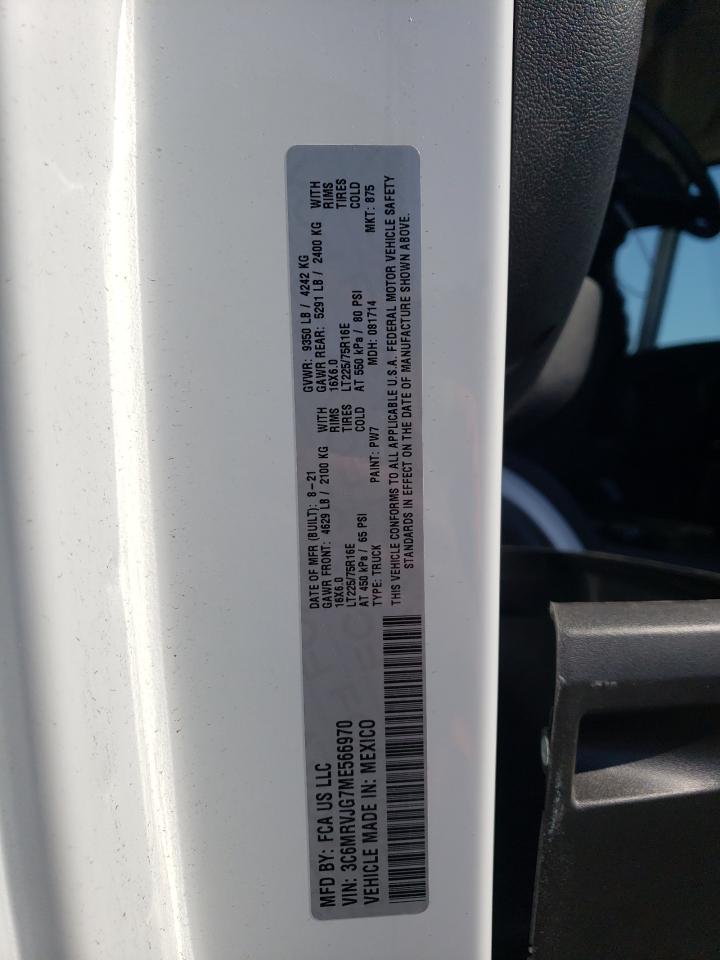 MFD BY: FCA US LLC
VIN: 3C6MRVJG7ME566970
VEHICLE MADE IN: MEXICO
DATE OF MFR (BUILT): 8-21
GAWR FRONT: 4629 LB / 2100 KG WITH
16X6.0 RIMS
LT225/75R16E TIRES
AT 450 kPa / 65 PSI COLD
TYPE: TRUCK PAINT: PW7
GVWR: 9350 LB / 4242 KG
GAWR REAR: 5291 LB / 2400 KG WITH
16X6.0 RIMS
LT225/75R16E TIRES
AT 550 kPa / 80 PSI COLD
MDH: 081714 MKT: 875
THIS VEHICLE CONFORMS TO ALL APPLICABLE U.S.A. FEDERAL MOTOR VEHICLE SAFETY
STANDARDS IN EFFECT ON THE DATE OF MANUFACTURE SHOWN ABOVE.